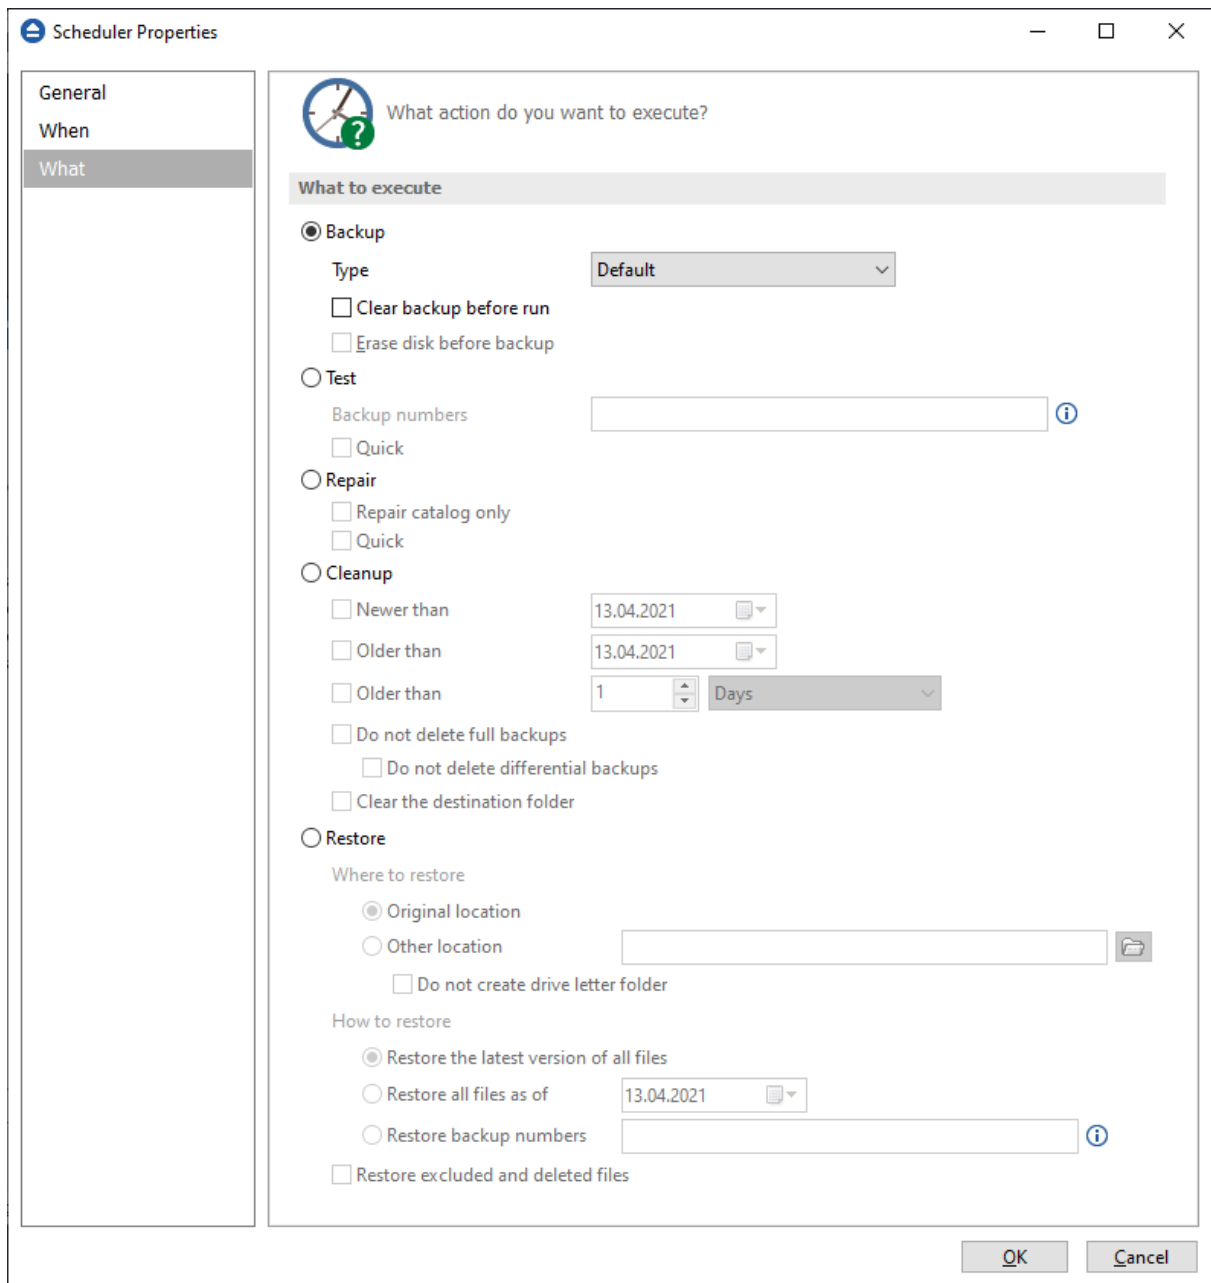 Scheduler Properties
General
When
What
What action do you want to execute?
What to execute
Backup
Type Default
Clear backup before run
Erase disk before backup
Test
Backup numbers
Quick
Repair
Repair catalog only
Quick
Cleanup
Newer than 13.04.2021
Older than 13.04.2021
Older than 1 Days
Do not delete full backups
Do not delete differential backups
Clear the destination folder
Restore
Where to restore
Original location
Other location
Do not create drive letter folder
How to restore
Restore the latest version of all files
Restore all files as of 13.04.2021
Restore backup numbers
Restore excluded and deleted files
OK Cancel